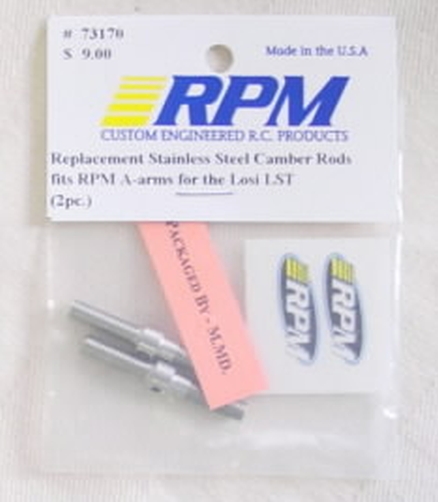 # 73170
$ 9.00
Made in the U.S.A
RPM
CUSTOM ENGINEERED R.C. PRODUCTS
Replacement Stainless Steel Camber Rods
fits RPM A-arms for the Losi LST
(2pc.)
PACKAGED BY - M.MD.
RPM
RPM